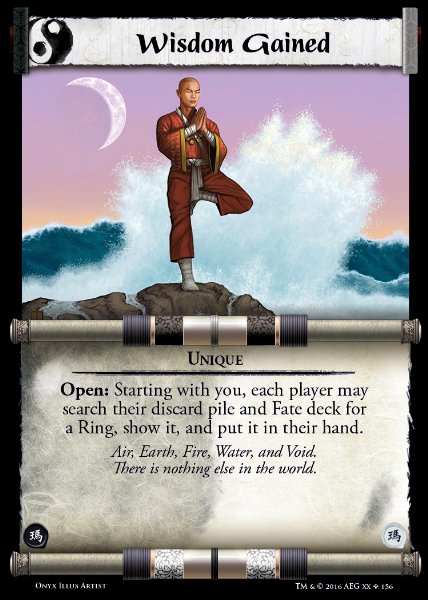 Wisdom Gained
Unique
Open: Starting with you, each player may
search their discard pile and Fate deck for
a Ring, show it, and put it in their hand.
Air, Earth, Fire, Water, and Void.
There is nothing else in the world.
瑪
瑪
Onyx Illus Artist
TM & © 2016 AEG XX ❖ 156